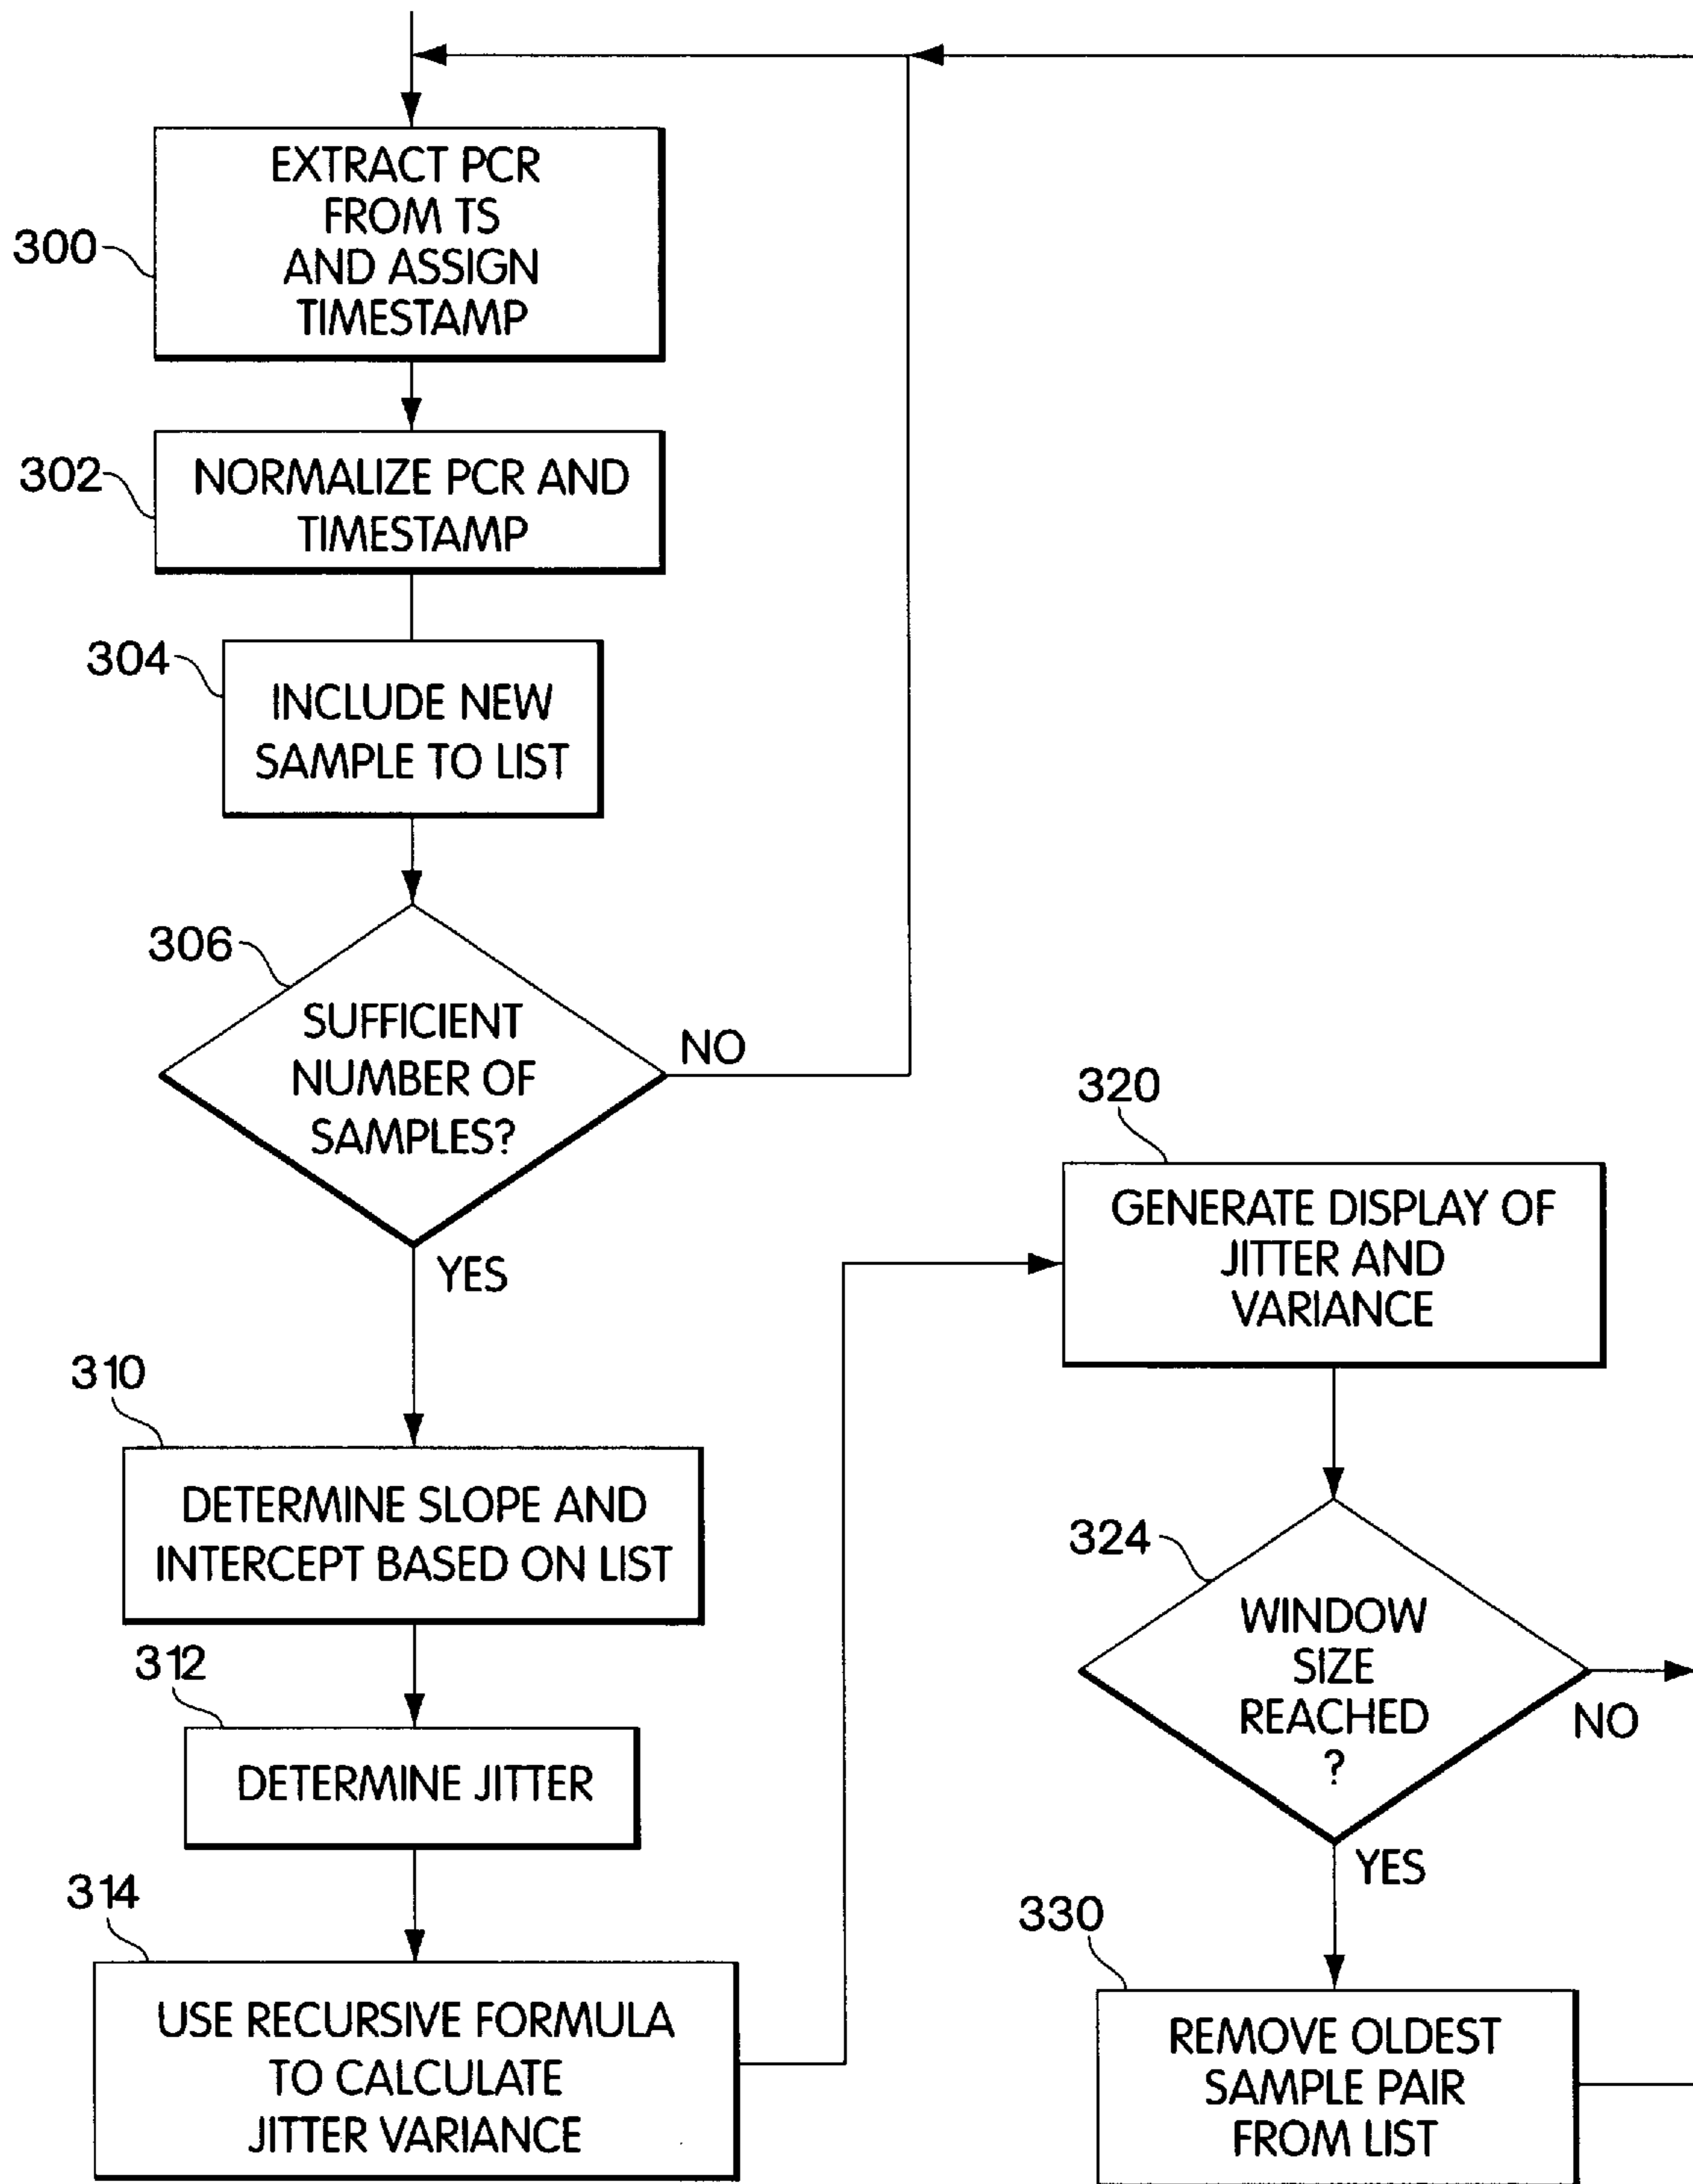 300
EXTRACT PCR
FROM TS
AND ASSIGN
TIMESTAMP
302
NORMALIZE PCR AND
TIMESTAMP
304
INCLUDE NEW
SAMPLE TO LIST
306
SUFFICIENT
NUMBER OF
SAMPLES?
NO
YES
310
DETERMINE SLOPE AND
INTERCEPT BASED ON LIST
312
DETERMINE JITTER
314
USE RECURSIVE FORMULA
TO CALCULATE
JITTER VARIANCE
320
GENERATE DISPLAY OF
JITTER AND
VARIANCE
324
WINDOW
SIZE
REACHED
?
NO
YES
330
REMOVE OLDEST
SAMPLE PAIR
FROM LIST